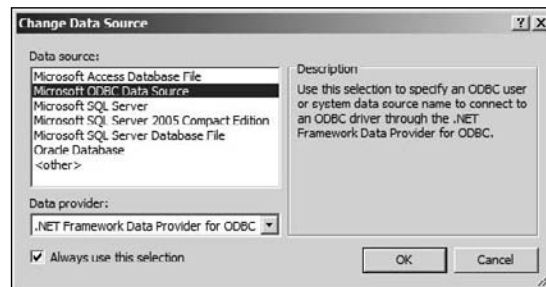 Change Data Source
Data source:
Microsoft Access Database File
Microsoft ODBC Data Source
Microsoft SQL Server
Microsoft SQL Server 2005 Compact Edition
Microsoft SQL Server Database File
Oracle Database
<other>
Description
Use this selection to specify an ODBC user
or system data source name to connect to
an ODBC driver through the .NET
Framework Data Provider for ODBC.
Data provider:
.NET Framework Data Provider for ODBC
Always use this selection
OK
Cancel